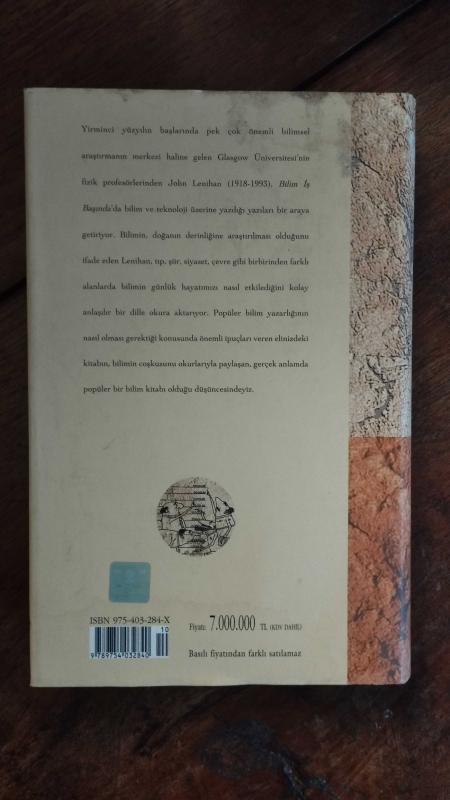 Yirminci yüzyılın başlarında pek çok önemli bilimsel
araştırmanın merkezi haline gelen Glasgow Üniversitesi'nin
fizik profesörlerinden John Lenihan (1918-1993), Bilim İş
Başında'da bilim ve teknoloji üzerine yazdığı yazıları bir araya
getiriyor. Bilimin, doğanın derinliğine araştırılması olduğunu
ifade eden Lenihan, tıp, şiir, siyaset, çevre gibi birbirinden farklı
alanlarda bilimin günlük hayatımızı nasıl etkilediğini kolay
anlaşılır bir dille okura aktarıyor. Popüler bilim yazarlığının
nasıl olması gerektiği konusunda önemli ipuçları veren elinizdeki
kitabın, bilimin coşkusunu okurlarıyla paylaşan, gerçek anlamda
popüler bir bilim kitabı olduğu düşüncesindeyiz.
ISBN 975-403-284-X
10
9 789754 032840
Fiyatı: 7.000.000 TL (KDV DAHİL)
Basılı fiyatından farklı satılamaz